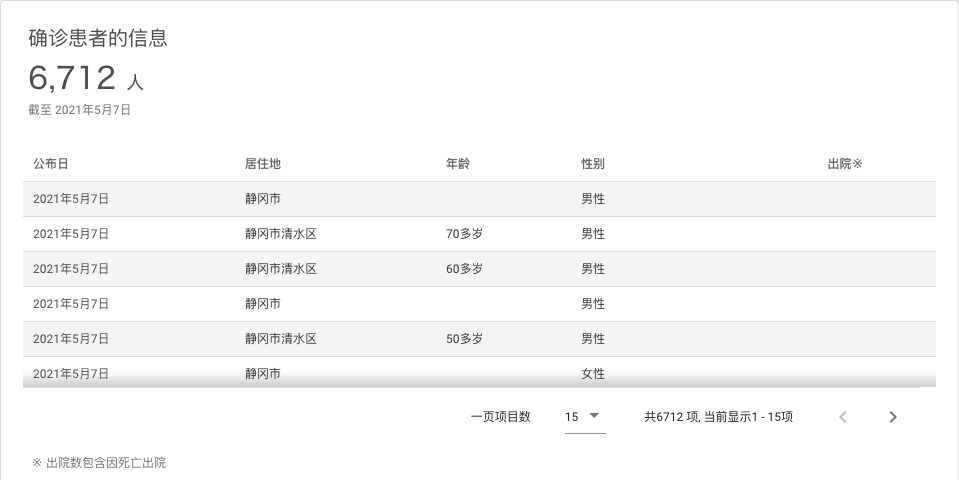 确诊患者的信息
6,712 人
截至 2021年5月7日
公布日 居住地 年龄 性别 出院※
2021年5月7日 静冈市 男性
2021年5月7日 静冈市清水区 70多岁 男性
2021年5月7日 静冈市清水区 60多岁 男性
2021年5月7日 静冈市 男性
2021年5月7日 静冈市清水区 50多岁 男性
2021年5月7日 静冈市 女性
一页项目数 15 共6712 项, 当前显示1 - 15项
※ 出院数包含因死亡出院